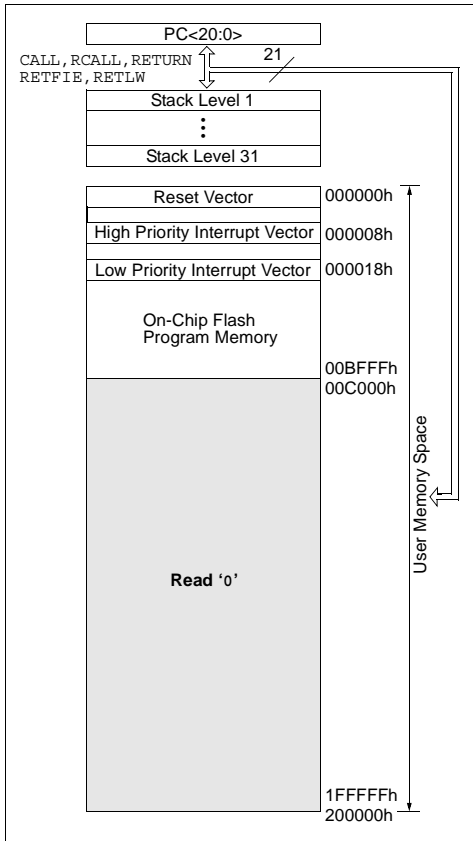 PC<20:0>
CALL,RCALL,RETURN
RETFIE,RETLW
21
Stack Level 1
Stack Level 31
Reset Vector
000000h
High Priority Interrupt Vector
000008h
Low Priority Interrupt Vector
000018h
On-Chip Flash
Program Memory
00BFFFh
00C000h
User Memory Space
Read ‘0’
1FFFFFh
200000h